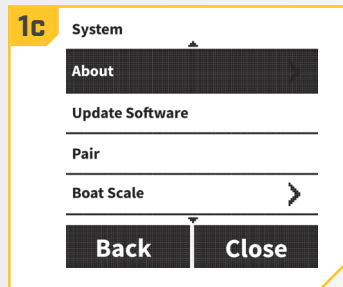 1c
System
About
Update Software
Pair
Boat Scale
Back Close